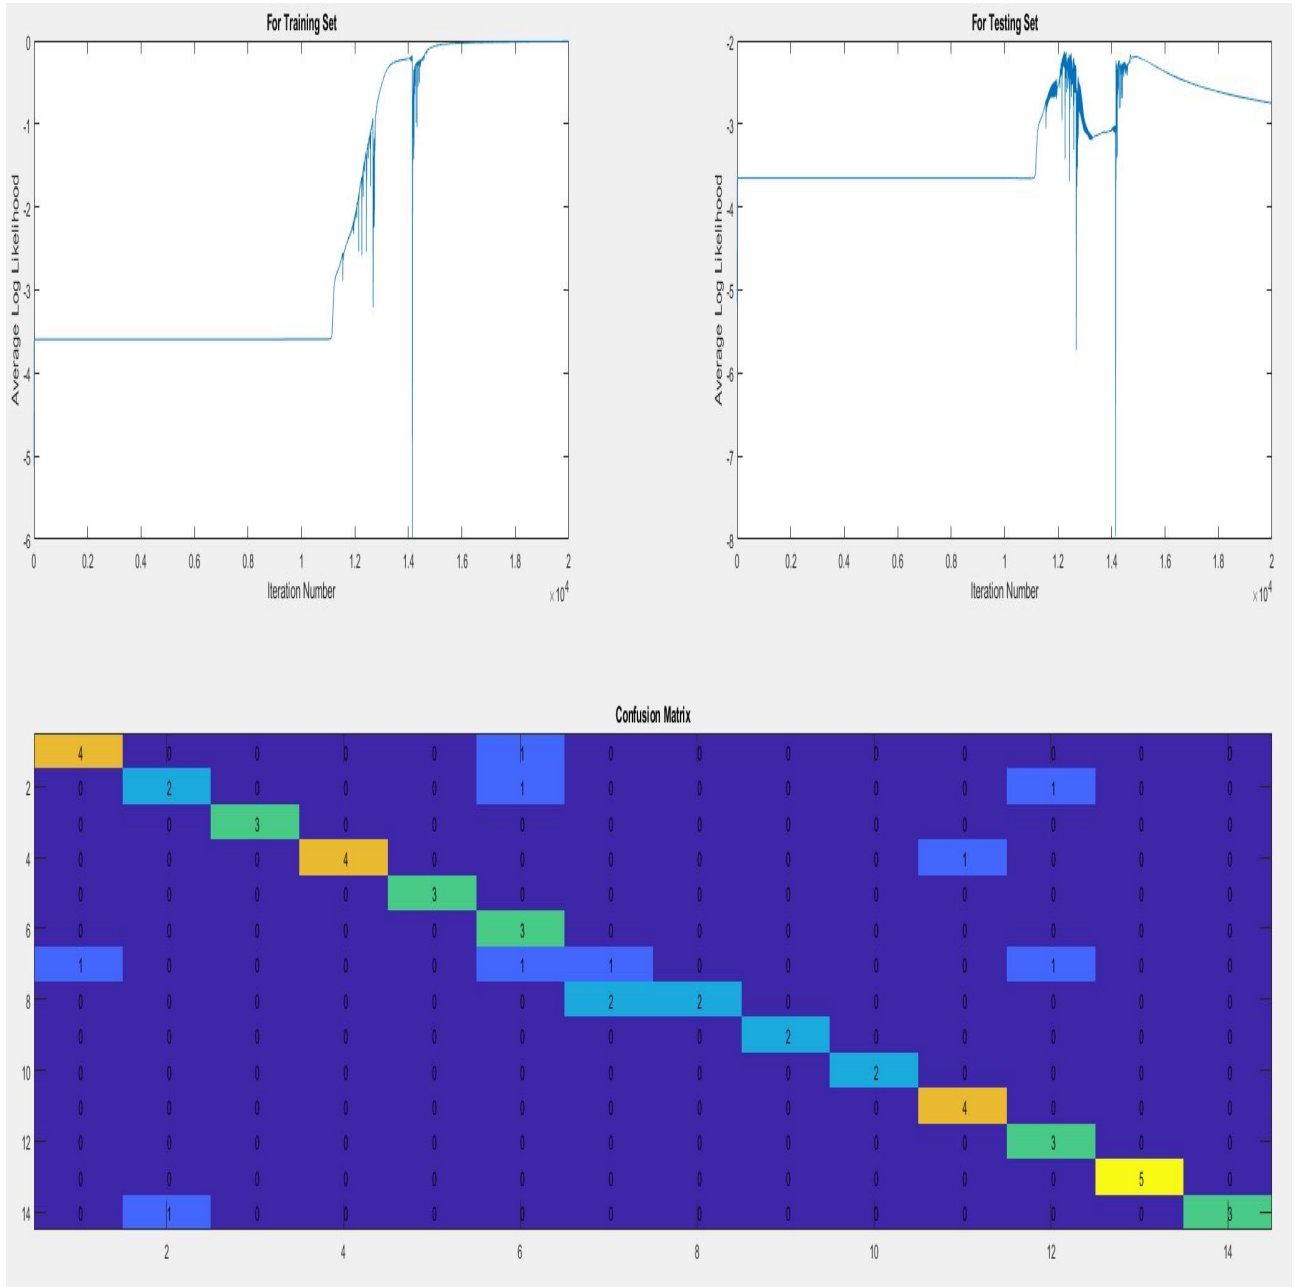 For Training Set
For Testing Set
Average Log Likelihood
0
-1
-2
-3
-4
-5
-6
0 0.2 0.4 0.6 0.8 1 1.2 1.4 1.6 1.8 2
Iteration Number
×10^4
Average Log Likelihood
-2
-3
-4
-5
-6
-7
-8
0 0.2 0.4 0.6 0.8 1 1.2 1.4 1.6 1.8 2
Iteration Number
×10^4
Confusion Matrix
4 0 0 0 0 1 0 0 0 0 0 0 0 0
2 0 2 0 0 0 1 0 0 0 0 0 1 0 0
0 0 3 0 0 0 0 0 0 0 0 0 0 0
4 0 0 0 4 0 0 0 0 0 0 1 0 0 0
0 0 0 0 3 0 0 0 0 0 0 0 0 0
6 0 0 0 0 0 3 0 0 0 0 0 0 0 0
1 0 0 0 0 1 1 0 0 0 0 1 0 0
8 0 0 0 0 0 0 2 2 0 0 0 0 0 0
0 0 0 0 0 0 0 0 2 0 0 0 0 0
10 0 0 0 0 0 0 0 0 0 2 0 0 0 0
0 0 0 0 0 0 0 0 0 0 4 0 0 0
12 0 0 0 0 0 0 0 0 0 0 0 3 0 0
0 0 0 0 0 0 0 0 0 0 0 0 5 0
14 0 1 0 0 0 0 0 0 0 0 0 0 0 3
2 4 6 8 10 12 14